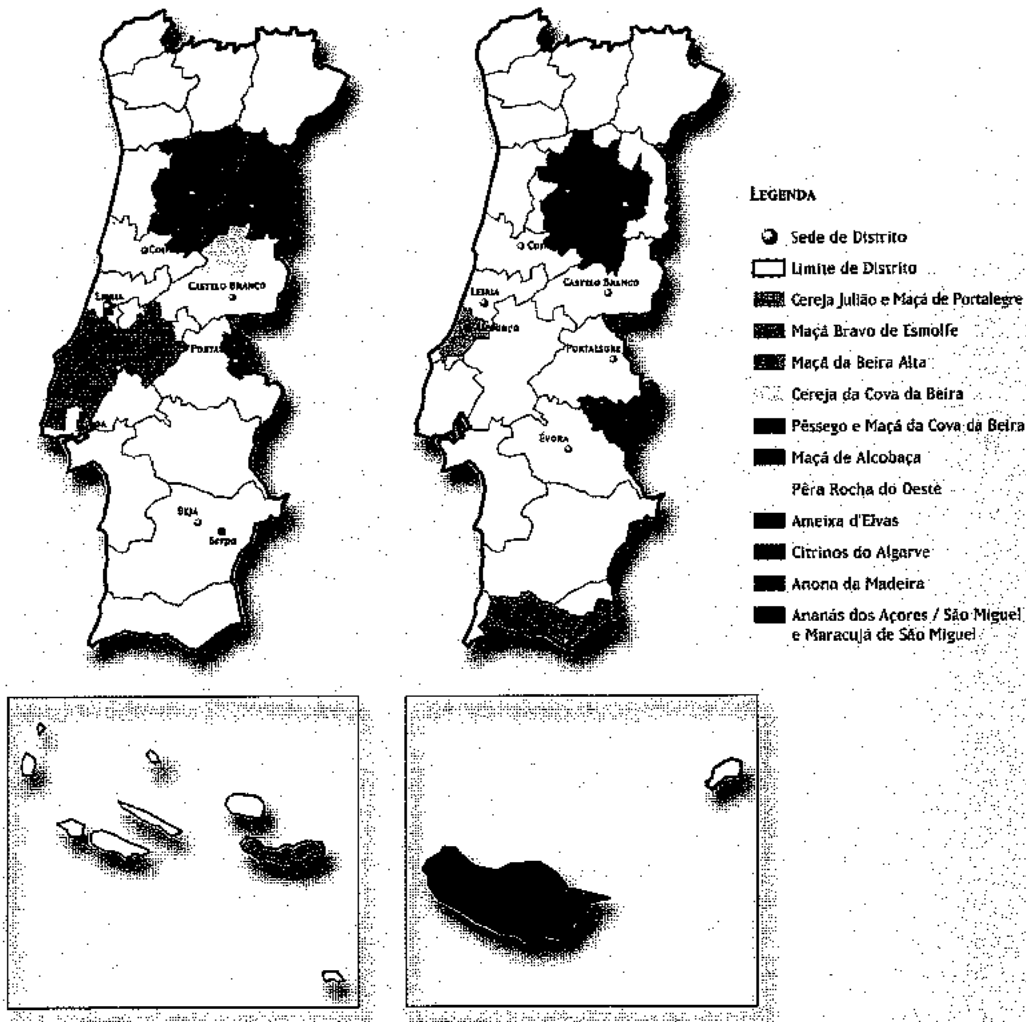 LEGENDA
Sede de Distrito
Limite de Distrito
Cereja Julião e Maçã de Portalegre
Maçã Bravo de Esmolfe
Maçã da Beira Alta
Cereja da Cova da Beira
Pêssego e Maçã da Cova da Beira
Maçã de Alcobaça
Pêra Rocha do Oeste
Ameixa d'Elvas
Citrinos do Algarve
Anona da Madeira
Ananás dos Açores / São Miguel
e Maracujá de São Miguel
CASTELO BRANCO
BEJA
Serpa
LEIRIA
CASTELO BRANCO
PORTALEGRE
ÉVORA